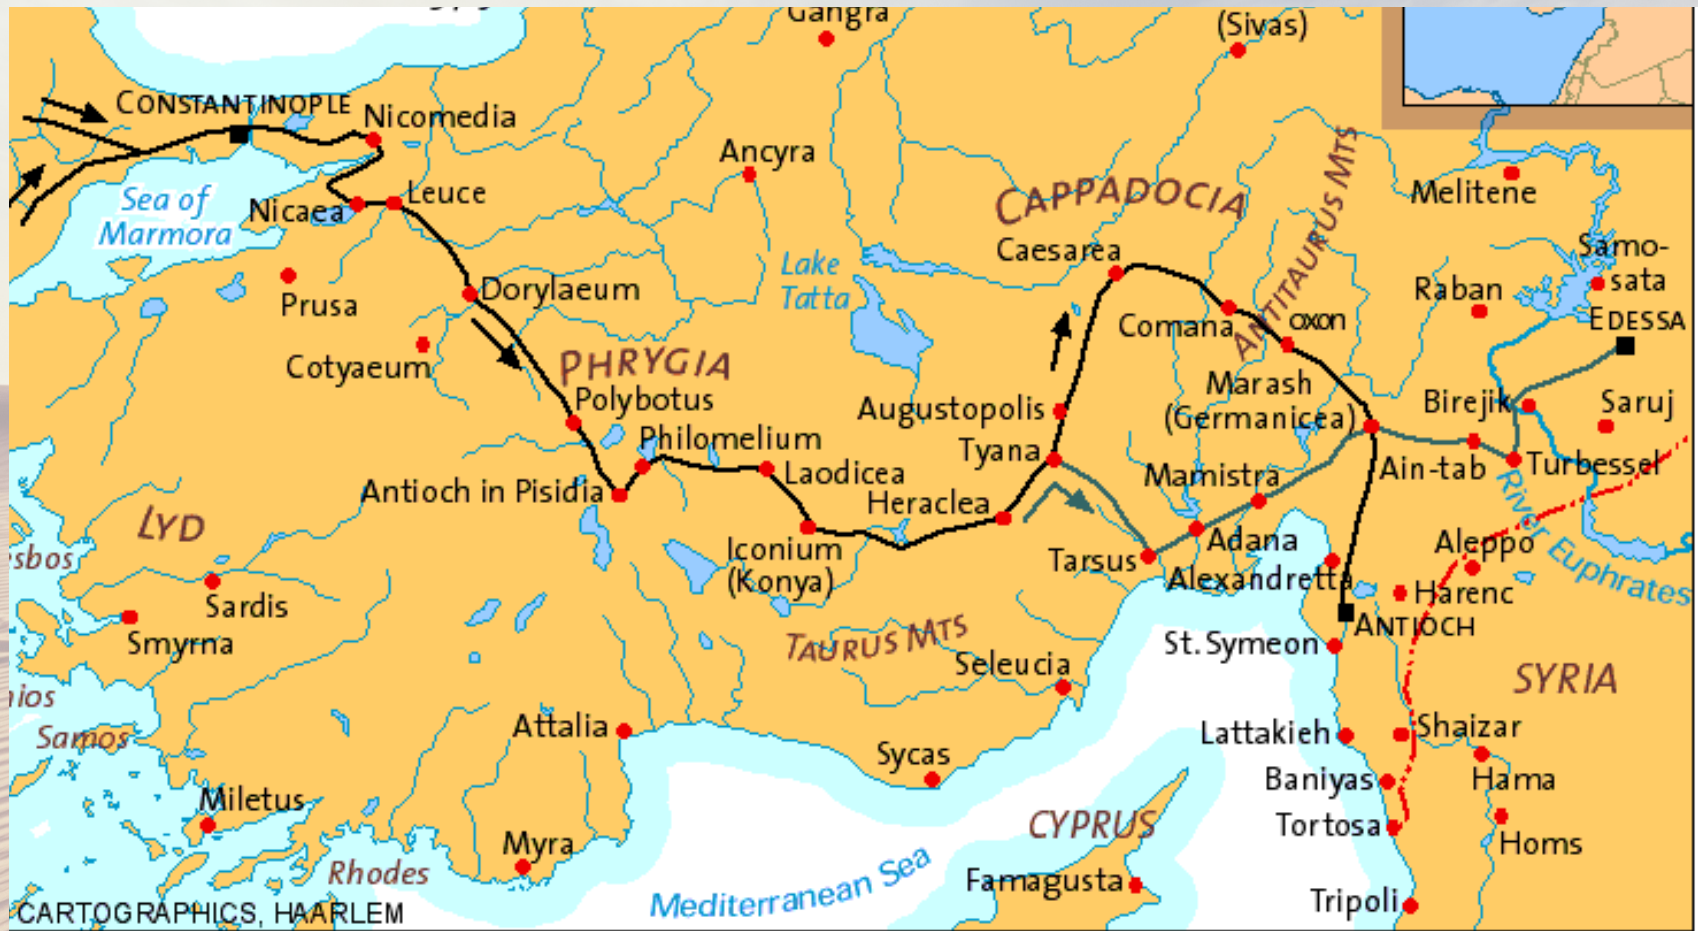 Gangra
(Sivas)
CONSTANTINOPLE
Nicomedia
Ancyra
CAPPADOCIA
ANTITAURUS MTS
Melitene
Sea of
Marmora
Nicaea
Leuce
Caesarea
Samo-
sata
Lake
Tatta
Prusa
Dorylaeum
Raban
EDESSA
Comana
oxon
Cotyaeum
PHRYGIA
Polybotus
Marash
(Germanicea)
Augustopolis
Birejik
Saruj
Philomelium
Tyana
Laodicea
Mamistra
Ain-tab
Turbessel
Antioch in Pisidia
Heraclea
LYD
River Euphrates
Iconium
(Konya)
Tarsus
Adana
Aleppo
esbos
Alexandretta
Harenc
Sardis
Smyrna
TAURUS MTS
ANTIOCH
St. Symeon
Seleucia
SYRIA
hios
Samos
Attalia
Lattakieh
Shaizar
Sycas
Baniyas
Hama
Miletus
CYPRUS
Tortosa
Myra
Homs
Rhodes
Mediterranean Sea
Famagusta
Tripoli
CARTOGRAPHICS, HAARLEM